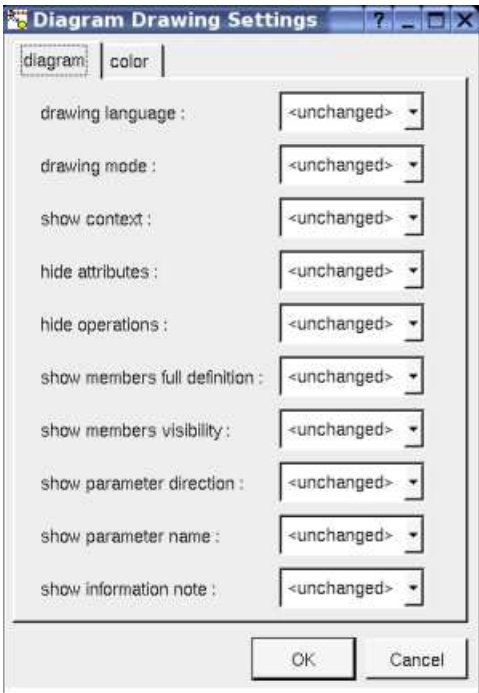 Diagram Drawing Settings ?
diagram color
drawing language : <unchanged>
drawing mode : <unchanged>
show context : <unchanged>
hide attributes : <unchanged>
hide operations : <unchanged>
show members full definition : <unchanged>
show members visibility : <unchanged>
show parameter direction : <unchanged>
show parameter name : <unchanged>
show information note : <unchanged>
OK Cancel